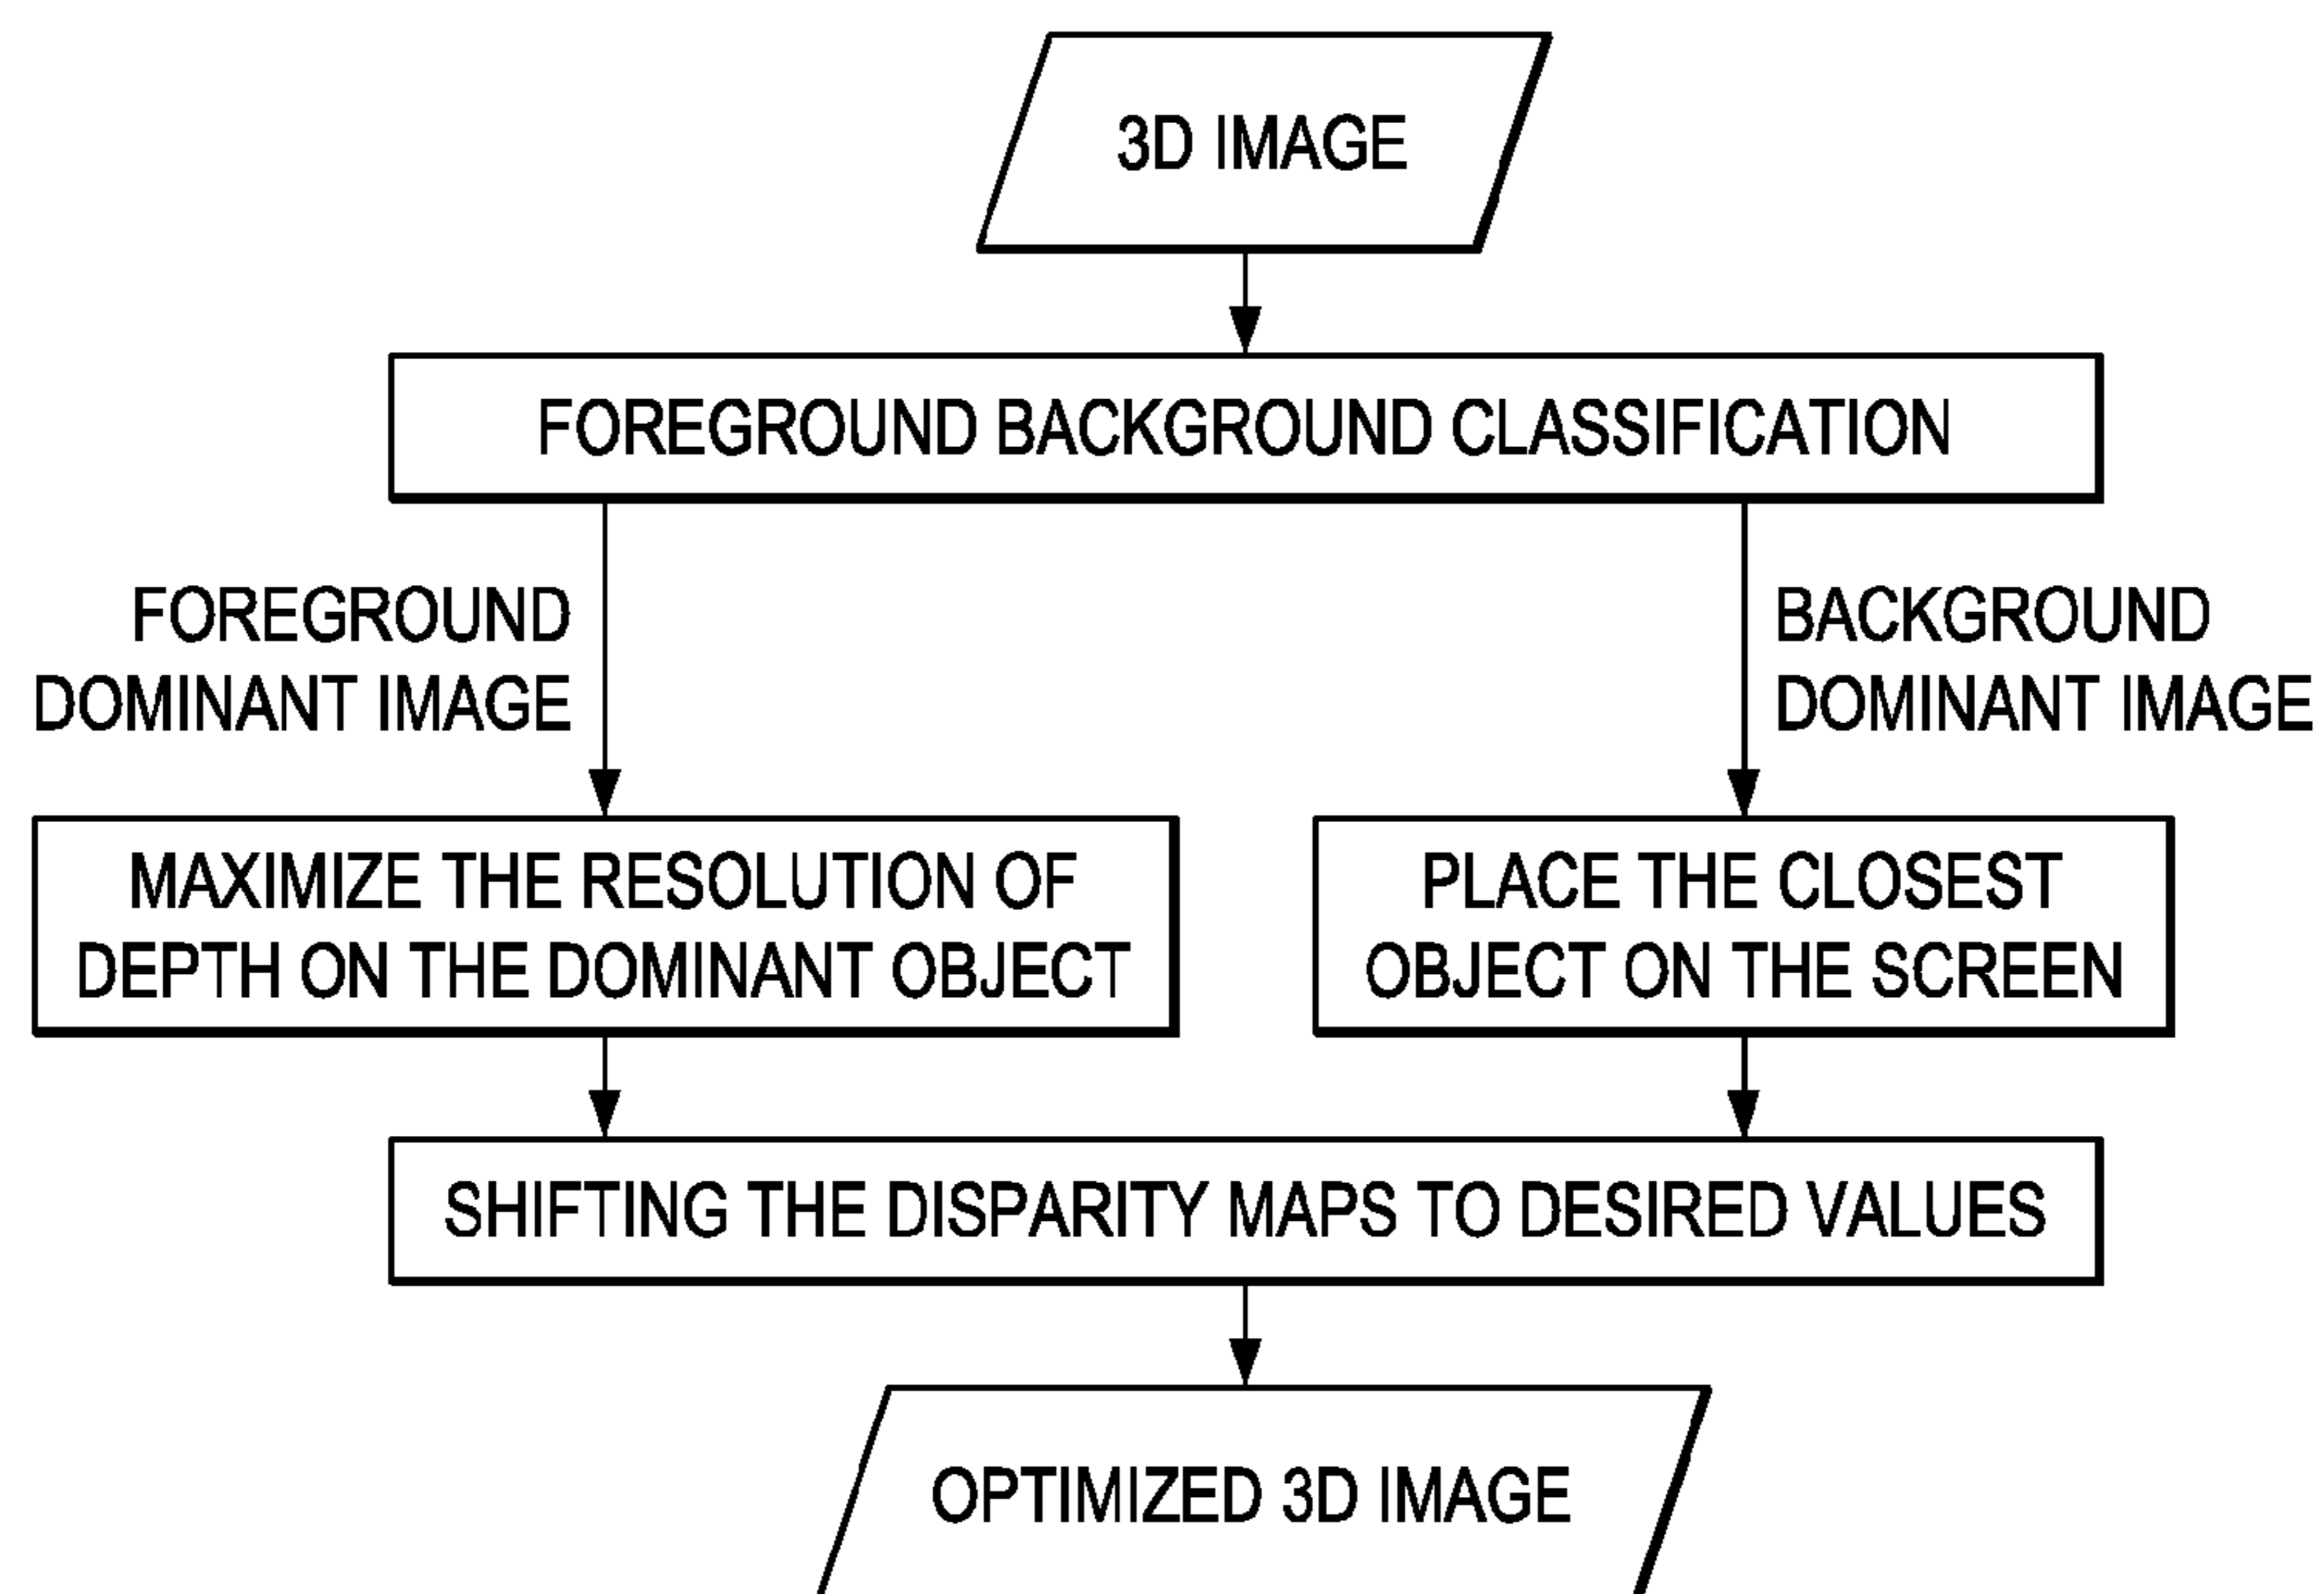 3D IMAGE
FOREGROUND BACKGROUND CLASSIFICATION
FOREGROUND
DOMINANT IMAGE
BACKGROUND
DOMINANT IMAGE
MAXIMIZE THE RESOLUTION OF
DEPTH ON THE DOMINANT OBJECT
PLACE THE CLOSEST
OBJECT ON THE SCREEN
SHIFTING THE DISPARITY MAPS TO DESIRED VALUES
OPTIMIZED 3D IMAGE